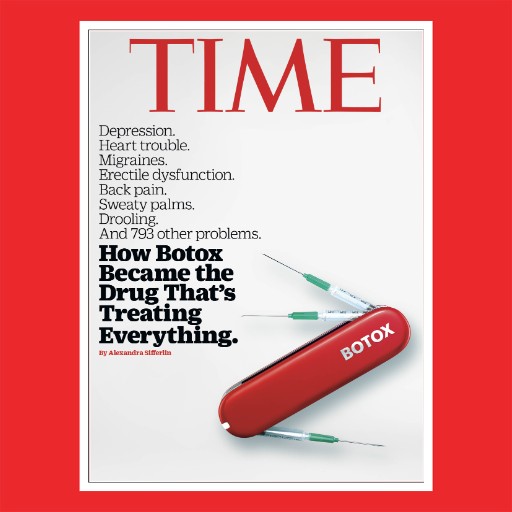 TIME
Depression.
Heart trouble.
Migraines.
Erectile dysfunction.
Back pain.
Sweaty palms.
Drooling.
And 793 other problems.
How Botox
Became the
Drug That's
Treating
Everything.
By Alexandra Sifferlin
BOTOX